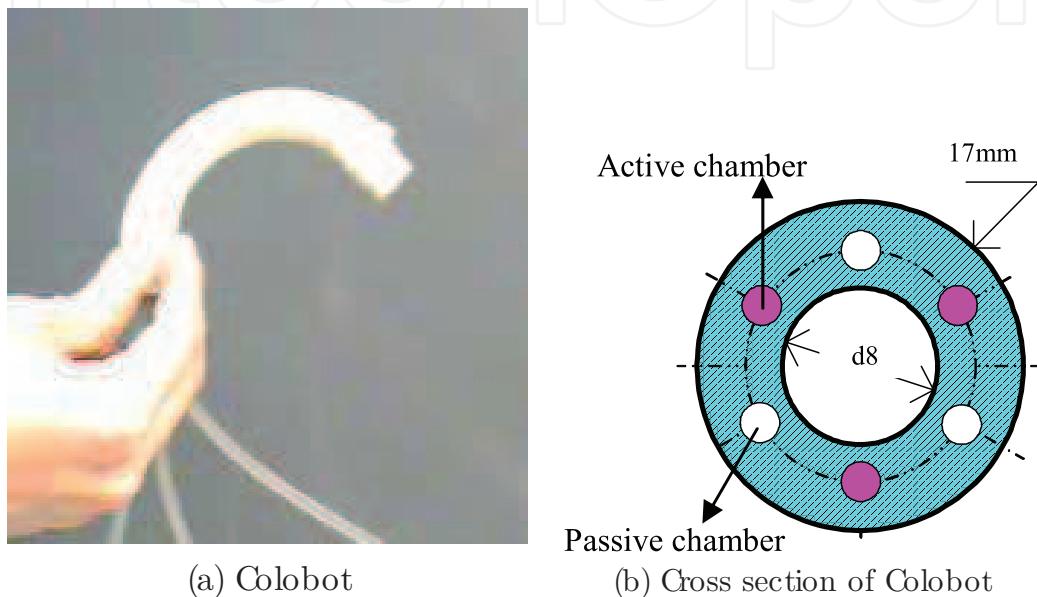 17mm
Active chamber
d8
Passive chamber
(a) Colobot
(b) Cross section of Colobot